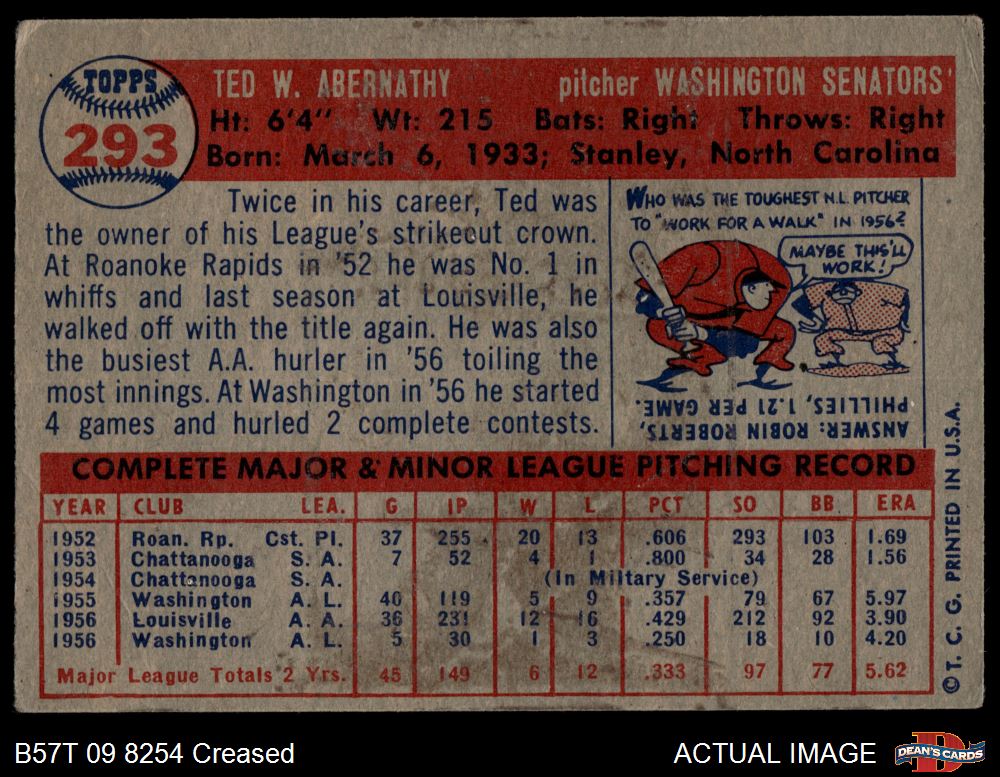 TOPPS
293
TED W. ABERNATHY pitcher WASHINGTON SENATORS
Ht: 6'4" Wt: 215 Bats: Right Throws: Right
Born: March 6, 1933; Stanley, North Carolina
Twice in his career, Ted was
the owner of his League's strikeout crown.
At Roanoke Rapids in '52 he was No. 1 in
whiffs and last season at Louisville, he
walked off with the title again. He was also
the busiest A.A. hurler in '56 toiling the
most innings. At Washington in '56 he started
4 games and hurled 2 complete contests.
WHO WAS THE TOUGHEST N.L. PITCHER
TO "WORK FOR A WALK" IN 1956?
MAYBE THIS'LL
WORK!
ANSWER: ROBIN ROBERTS,
PHILLIES, 1.21 PER GAME.
COMPLETE MAJOR & MINOR LEAGUE PITCHING RECORD
YEAR CLUB LEA. G IP W L PCT SO BB ERA
1952 Roan. Rp. Cst. Pl. 37 255 20 13 .606 293 103 1.69
1953 Chattanooga S. A. 7 52 4 1 .800 34 28 1.56
1954 Chattanooga S. A. (In Military Service)
1955 Washington A. L. 40 119 5 9 .357 79 67 5.97
1956 Louisville A. A. 36 231 12 16 .429 212 92 3.90
1956 Washington A. L. 5 30 1 3 .250 18 10 4.20
Major League Totals 2 Yrs. 45 149 6 12 .333 97 77 5.62
© T. C. G. PRINTED IN U.S.A.
B57T 09 8254 Creased ACTUAL IMAGE
DEAN'S CARDS